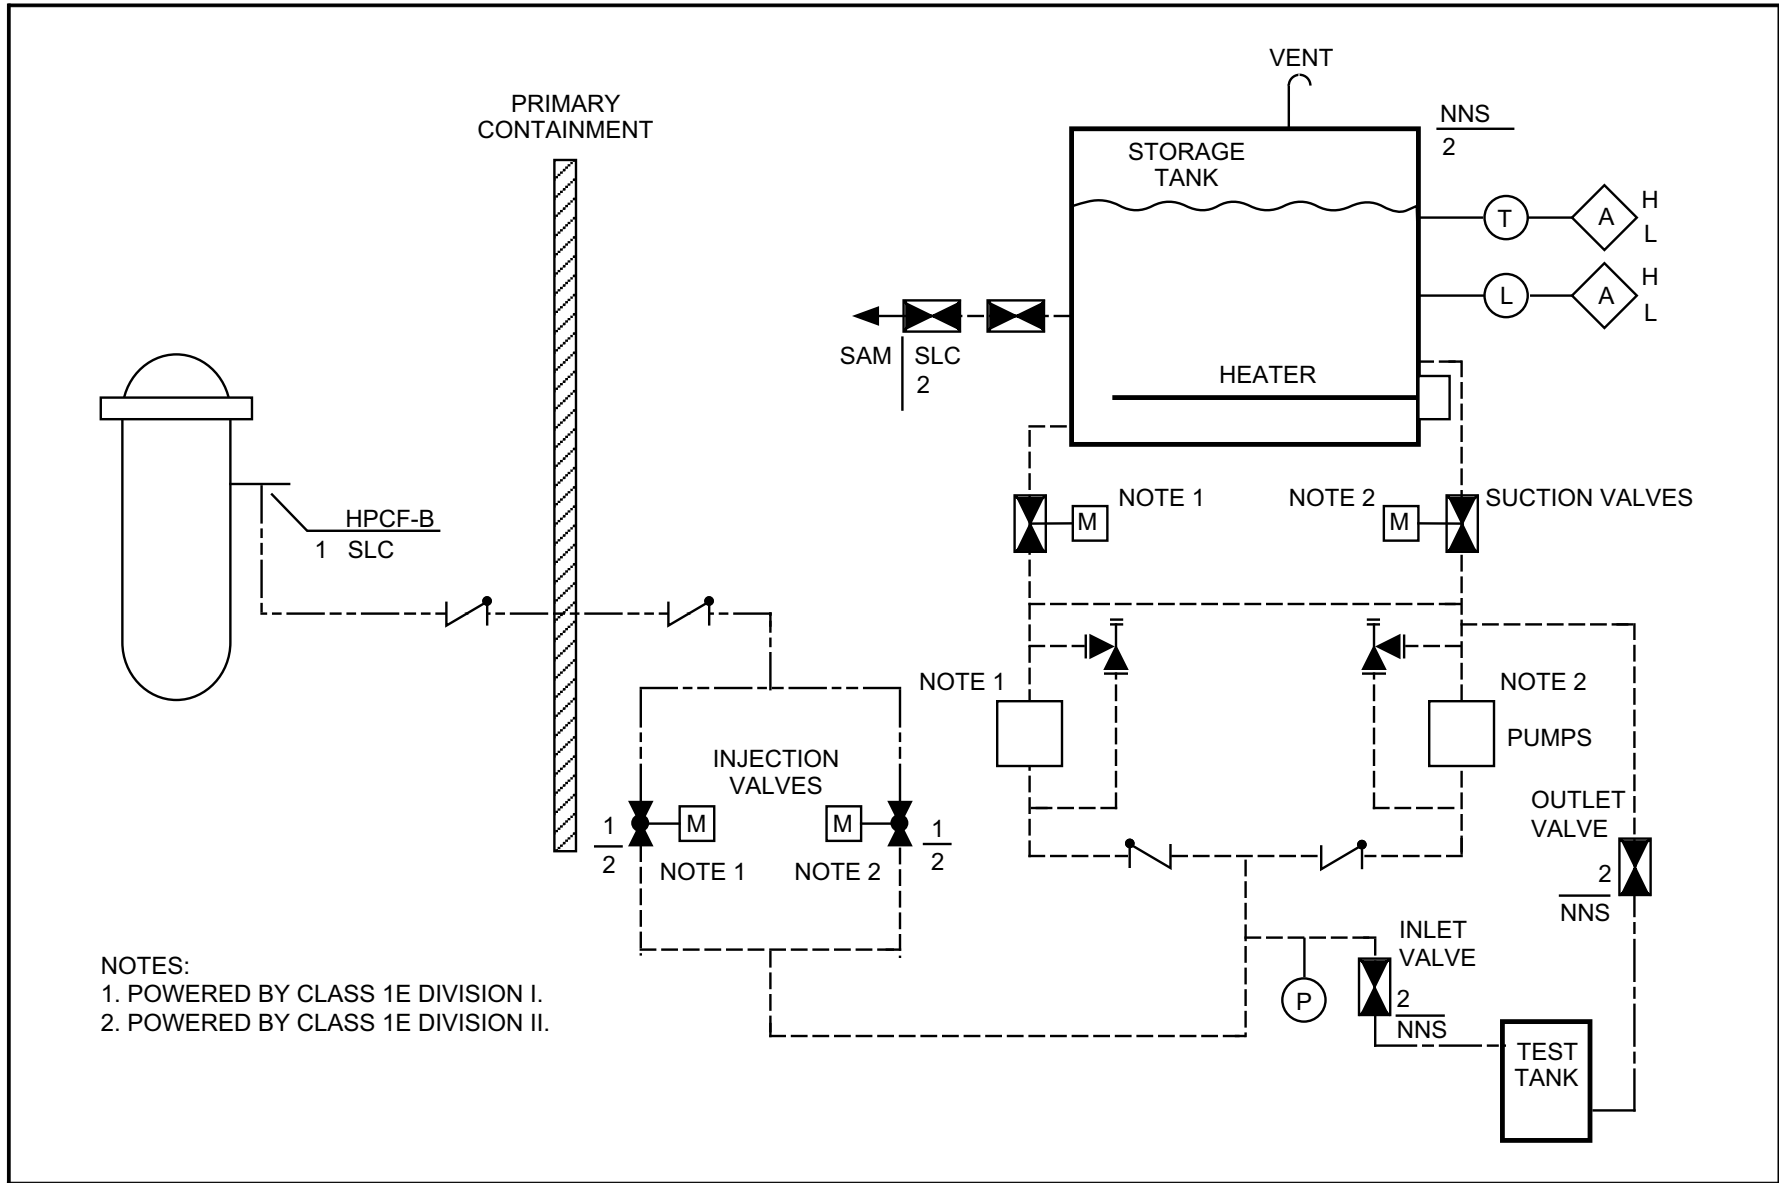 VENT
PRIMARY
CONTAINMENT
NNS
2
STORAGE
TANK
T
A
H
L
L
A
H
L
SAM
SLC
2
HEATER
NOTE 1
NOTE 2
SUCTION VALVES
M
M
HPCF-B
1 SLC
NOTE 1
NOTE 2
PUMPS
INJECTION
VALVES
OUTLET
VALVE
1
2
M
M
1
2
NOTE 1
NOTE 2
2
NNS
INLET
VALVE
NOTES:
1. POWERED BY CLASS 1E DIVISION I.
2. POWERED BY CLASS 1E DIVISION II.
P
2
NNS
TEST
TANK